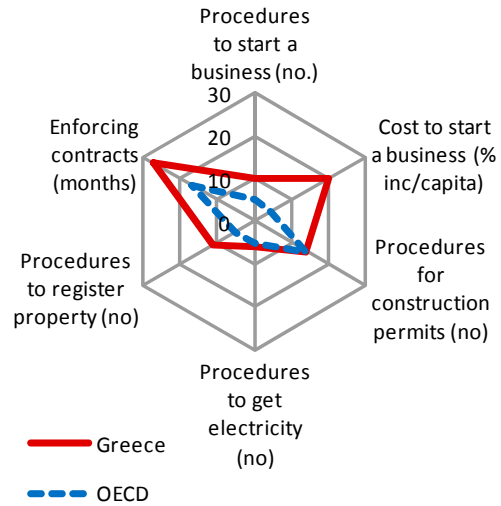 Procedures
to start a
business (no.)
30
20
10
0
Cost to start
a business (%
inc/capita)
Procedures
for
construction
permits (no)
Procedures
to get
electricity
(no)
Procedures
to register
property (no)
Enforcing
contracts
(months)
Greece
OECD